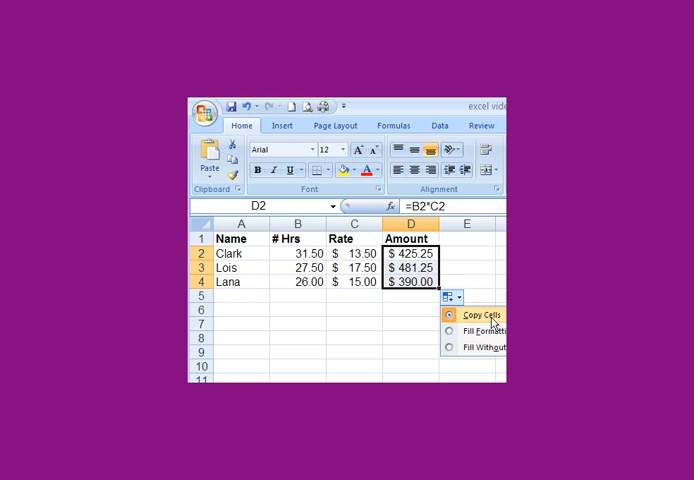 excel vide
Home Insert Page Layout Formulas Data Review
Paste Arial 12 A A
B I U A
Clipboard Font Alignment
D2 fx =B2*C2
A B C D E
1 Name # Hrs Rate Amount
2 Clark 31.50 $ 13.50 $ 425.25
3 Lois 27.50 $ 17.50 $ 481.25
4 Lana 26.00 $ 15.00 $ 390.00
5
6 Copy Cells
7 Fill Formatti
8 Fill Without
9
10
11